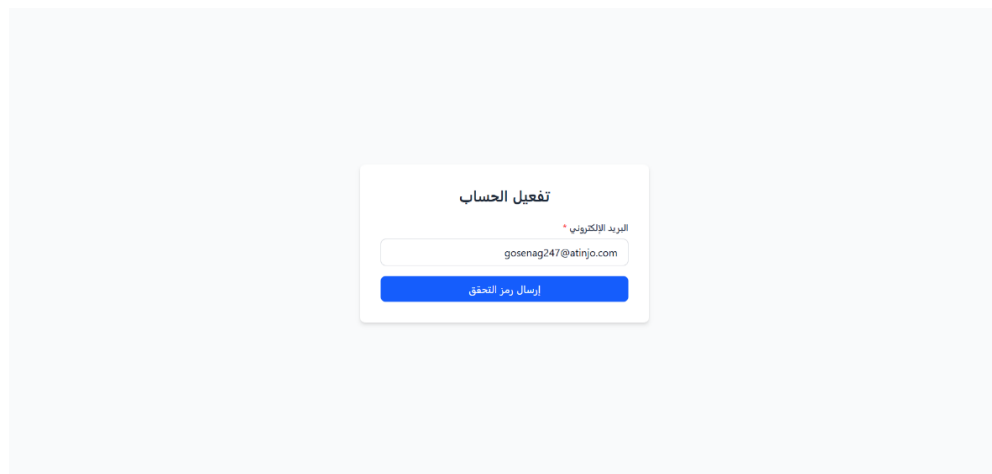 تفعيل الحساب
البريد الإلكتروني *
gosenag247@atinjo.com
إرسال رمز التحقق